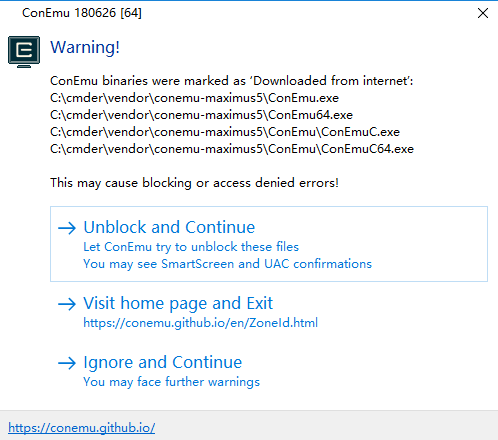 ConEmu 180626 [64]
Warning!
ConEmu binaries were marked as ‘Downloaded from internet’:
C:\cmder\vendor\conemu-maximus5\ConEmu.exe
C:\cmder\vendor\conemu-maximus5\ConEmu64.exe
C:\cmder\vendor\conemu-maximus5\ConEmu\ConEmuC.exe
C:\cmder\vendor\conemu-maximus5\ConEmu\ConEmuC64.exe
This may cause blocking or access denied errors!
Unblock and Continue
Let ConEmu try to unblock these files
You may see SmartScreen and UAC confirmations
Visit home page and Exit
https://conemu.github.io/en/ZoneId.html
Ignore and Continue
You may face further warnings
https://conemu.github.io/